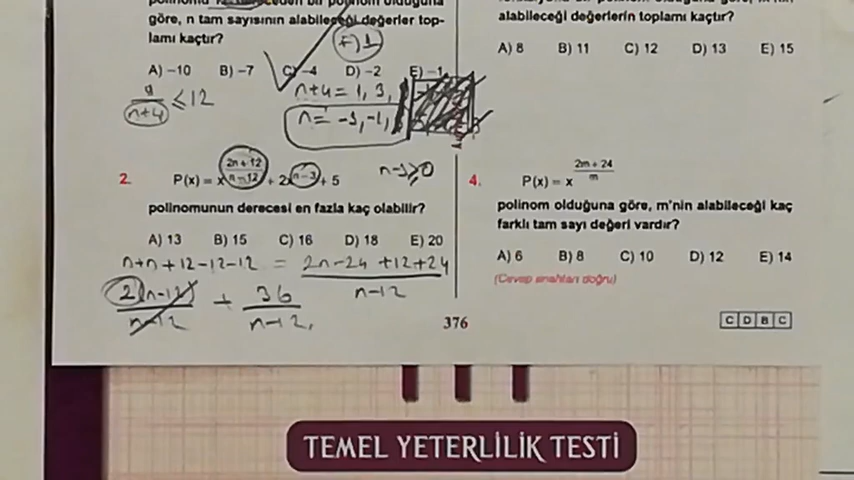 göre, n tam sayısının alabileceği değerler top-
lamı kaçtır?
F)1
A) –10 B) –7 C) –4 D) –2 E) –1
n+4 ≤12
n+4 = 1, 3,
n = -3,-1,
2. P(x) = x^(2n+12/n–12) + 2x^(n–3) + 5
polinomunun derecesi en fazla kaç olabilir?
A) 13 B) 15 C) 16 D) 18 E) 20
n+n+12-12-12 = 2n-24+12+24 / n-12
2(n-12) / n-12 + 36 / n-12,
alabileceği değerlerin toplamı kaçtır?
A) 8 B) 11 C) 12 D) 13 E) 15
4. P(x) = x^(2m+24/m)
polinom olduğuna göre, m'nin alabileceği kaç
farklı tam sayı değeri vardır?
A) 6 B) 8 C) 10 D) 12 E) 14
(Cevap anahtarı doğru)
376
C D B C
TEMEL YETERLİLİK TESTİ